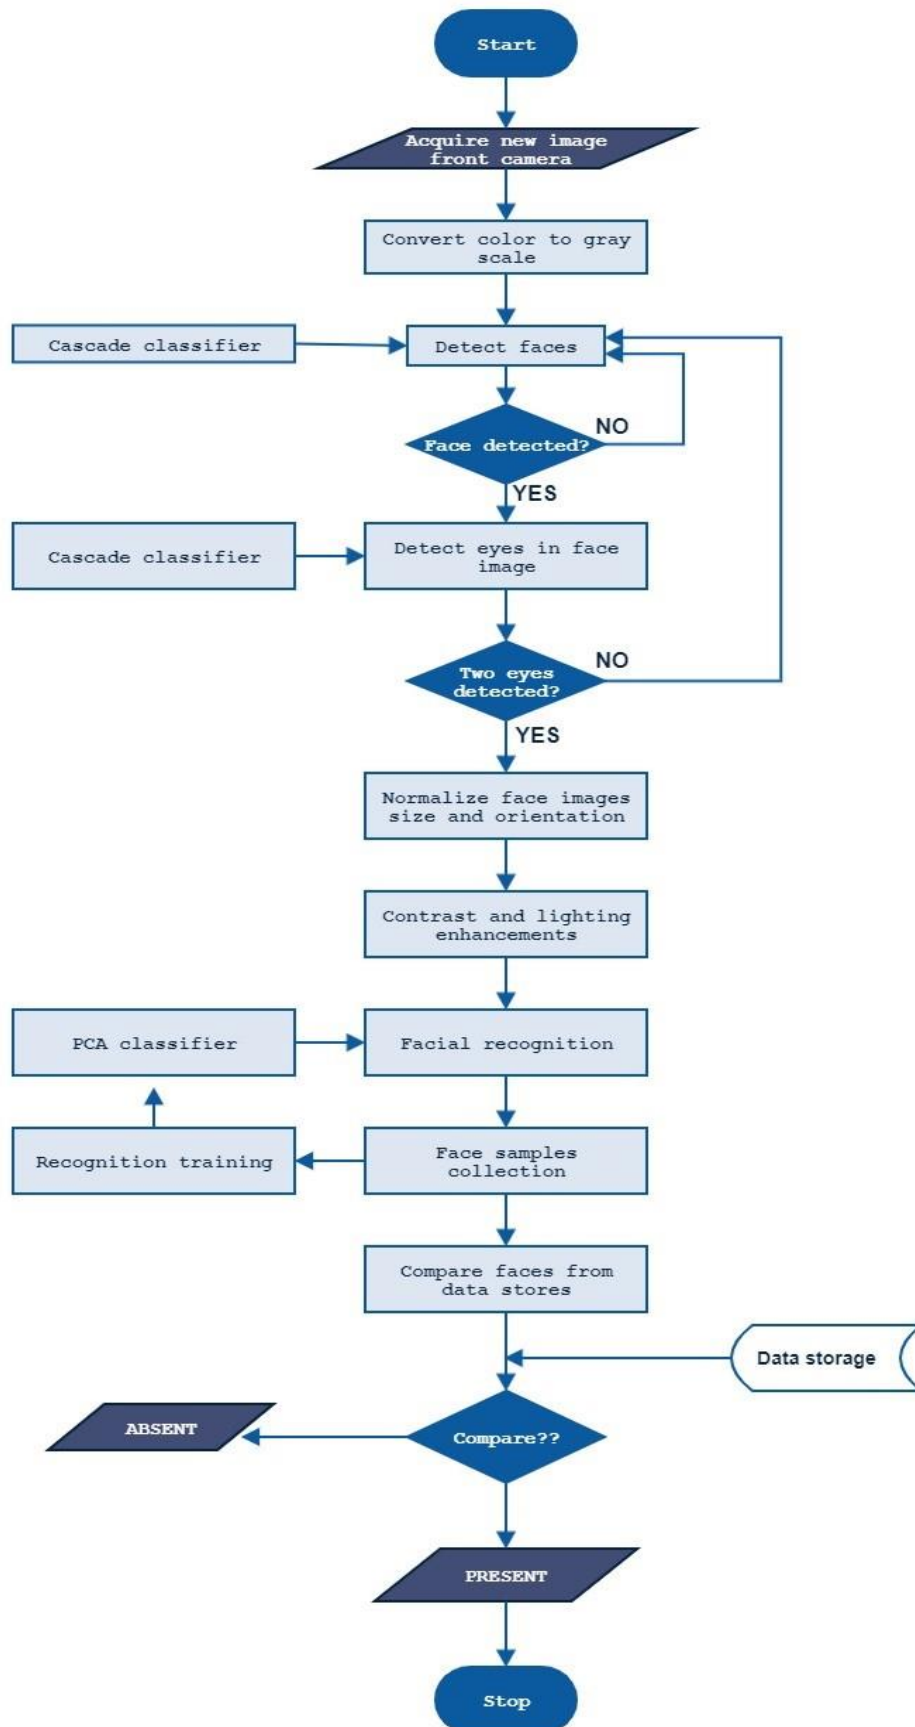 Start
Acquire new image
front camera
Convert color to gray
scale
Cascade classifier
Detect faces
NO
Face detected?
YES
Cascade classifier
Detect eyes in face
image
NO
Two eyes
detected?
YES
Normalize face images
size and orientation
Contrast and lighting
enhancements
PCA classifier
Facial recognition
Recognition training
Face samples
collection
Compare faces from
data stores
Data storage
ABSENT
Compare??
PRESENT
Stop